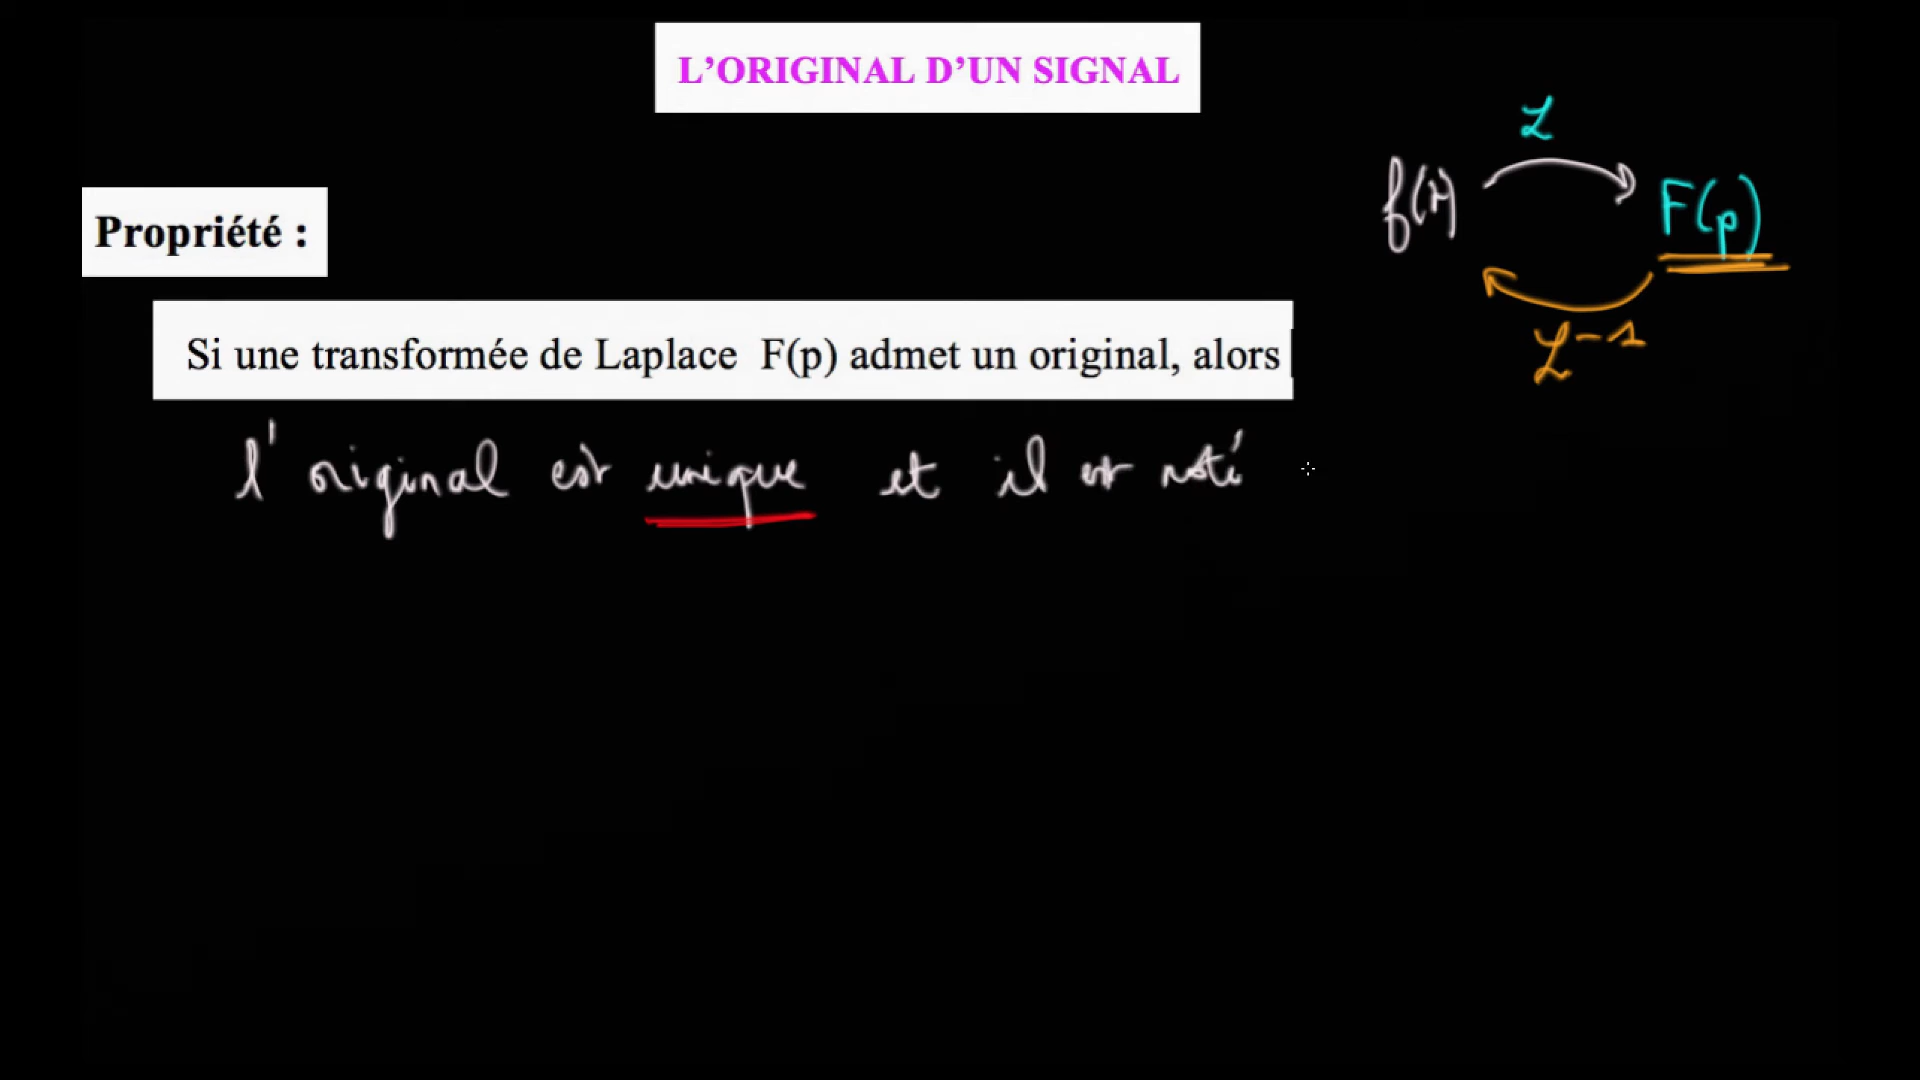 L’ORIGINAL D’UN SIGNAL
ℒ
f(t) F(p)
ℒ⁻¹
Propriété :
Si une transformée de Laplace F(p) admet un original, alors
l'original est unique et il est noté